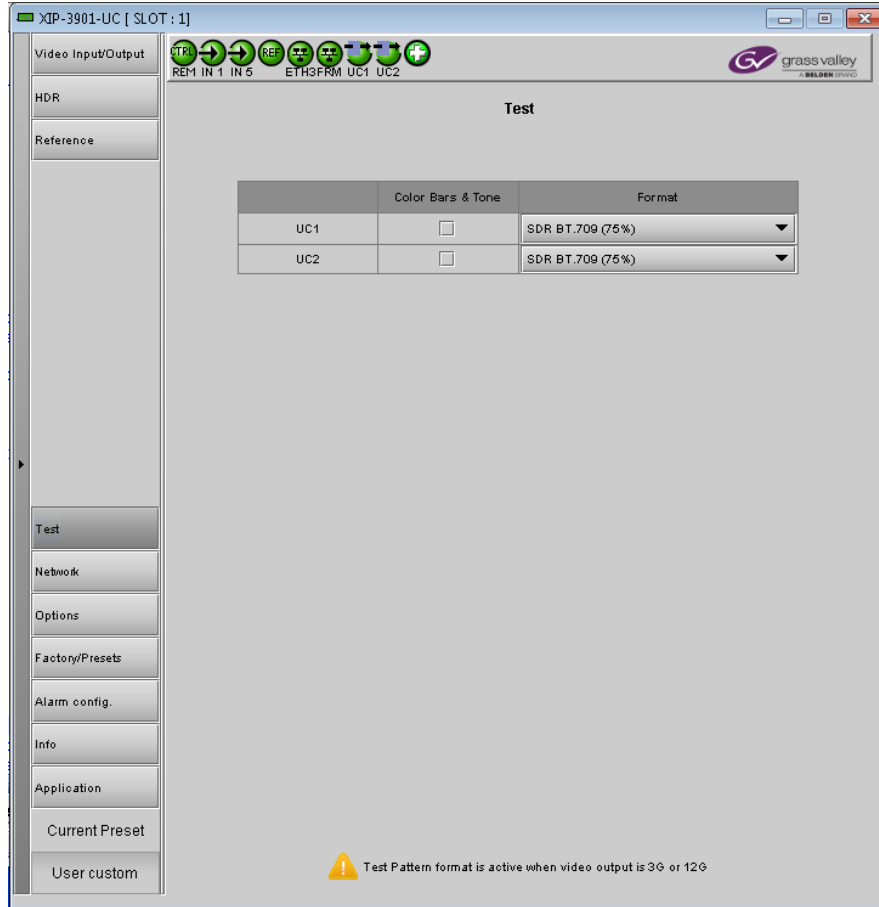 XIP-3901-UC [ SLOT : 1]
Video Input/Output
HDR
Reference
CTRL REF
REM IN 1 IN 5 ETH3FRM UC1 UC2
GV grass valley
A BELDEN BRAND
Test
Color Bars & Tone Format
UC1 SDR BT.709 (75%)
UC2 SDR BT.709 (75%)
Test
Network
Options
Factory/Presets
Alarm config.
Info
Application
Current Preset
User custom
Test Pattern format is active when video output is 3G or 12G